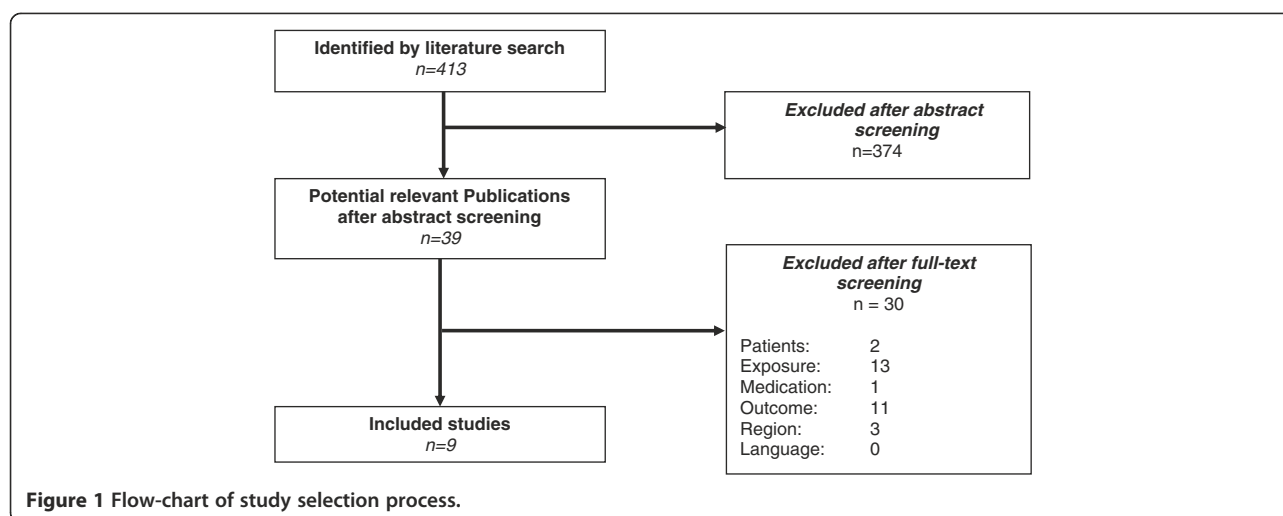 Identified by literature search
n=413
Excluded after abstract
screening
n=374
Potential relevant Publications
after abstract screening
n=39
Excluded after full-text
screening
n = 30
Patients: 2
Exposure: 13
Medication: 1
Outcome: 11
Region: 3
Language: 0
Included studies
n=9
Figure 1 Flow-chart of study selection process.